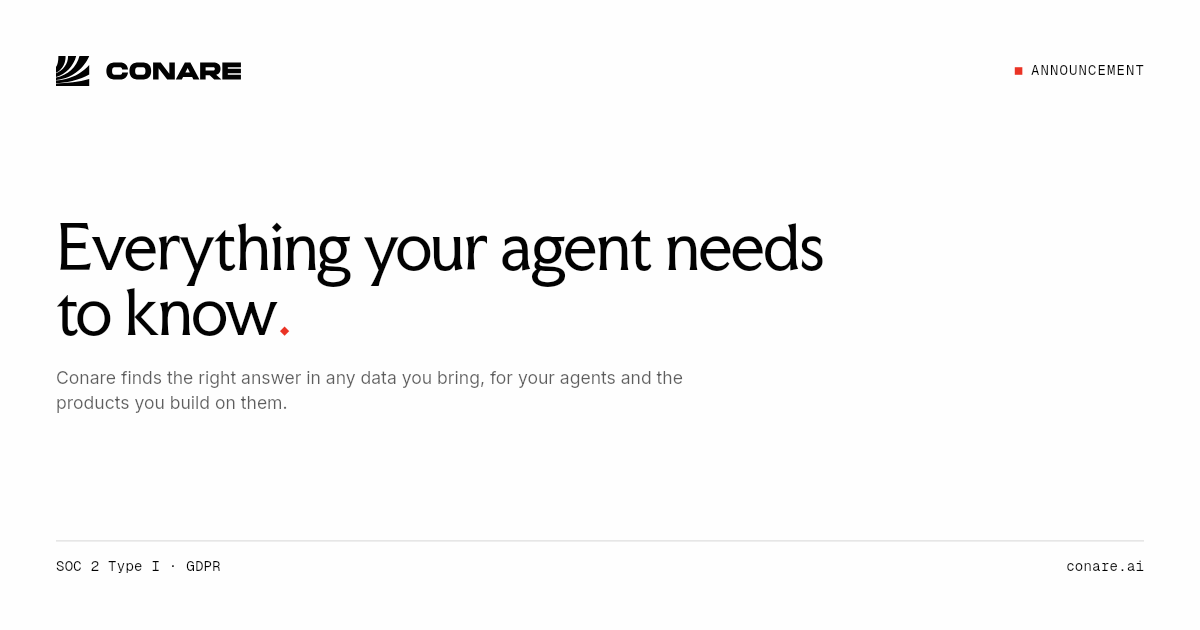 CONARE
ANNOUNCEMENT
Everything your agent needs
to know.
Conare finds the right answer in any data you bring, for your agents and the
products you build on them.
SOC 2 Type I · GDPR
conare.ai